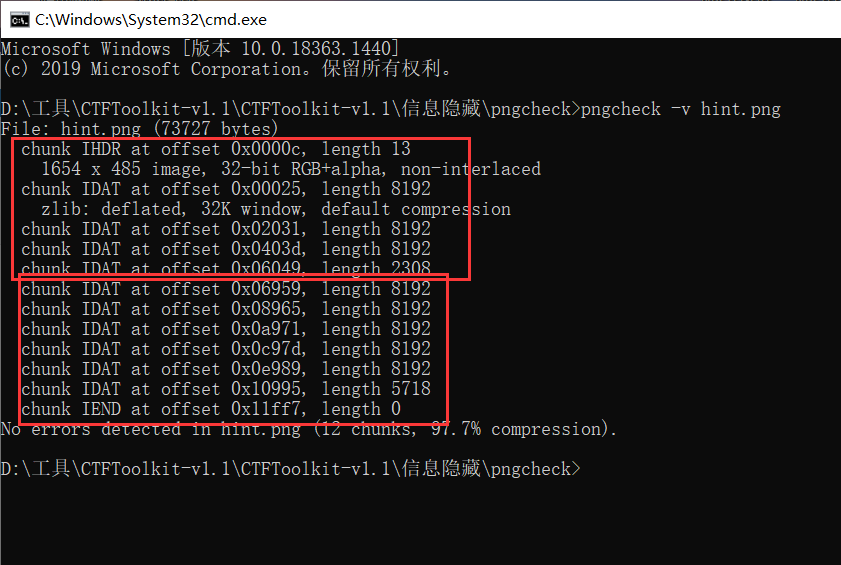 C:\Windows\System32\cmd.exe
Microsoft Windows [版本 10.0.18363.1440]
(c) 2019 Microsoft Corporation。保留所有权利。
D:\工具\CTFToolkit-v1.1\CTFToolkit-v1.1\信息隐藏\pngcheck>pngcheck -v hint.png
File: hint.png (73727 bytes)
chunk IHDR at offset 0x0000c, length 13
1654 x 485 image, 32-bit RGB+alpha, non-interlaced
chunk IDAT at offset 0x00025, length 8192
zlib: deflated, 32K window, default compression
chunk IDAT at offset 0x02031, length 8192
chunk IDAT at offset 0x0403d, length 8192
chunk IDAT at offset 0x06049, length 2308
chunk IDAT at offset 0x06959, length 8192
chunk IDAT at offset 0x08965, length 8192
chunk IDAT at offset 0x0a971, length 8192
chunk IDAT at offset 0x0c97d, length 8192
chunk IDAT at offset 0x0e989, length 8192
chunk IDAT at offset 0x10995, length 5718
chunk IEND at offset 0x11ff7, length 0
No errors detected in hint.png (12 chunks, 97.7% compression).
D:\工具\CTFToolkit-v1.1\CTFToolkit-v1.1\信息隐藏\pngcheck>